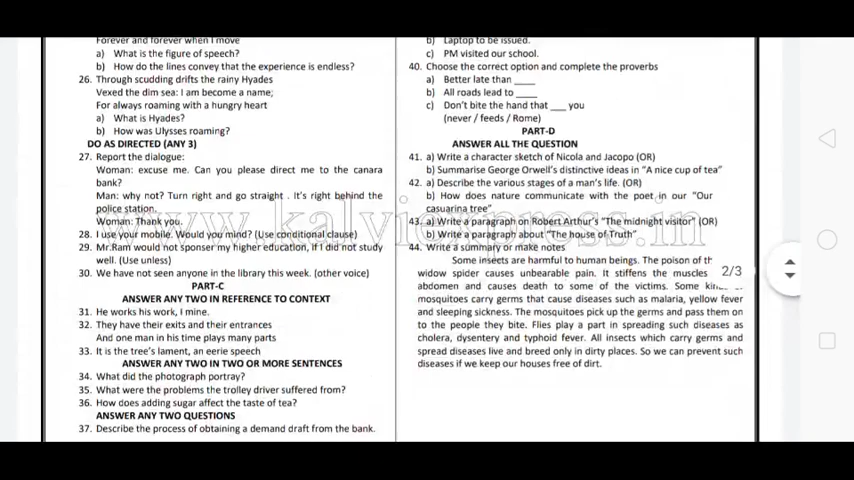 Forever and forever when I move
a) What is the figure of speech?
b) How do the lines convey that the experience is endless?
26. Through scudding drifts the rainy Hyades
Vexed the dim sea: I am become a name;
For always roaming with a hungry heart
a) What is Hyades?
b) How was Ulysses roaming?
DO AS DIRECTED (ANY 3)
27. Report the dialogue:
Woman: excuse me. Can you please direct me to the canara
bank?
Man: why not? Turn right and go straight . It's right behind the
police station.
Woman: Thank you.
28. I use your mobile. Would you mind? (Use conditional clause)
29. Mr.Ram would not sponser my higher education, if I did not study
well. (Use unless)
30. We have not seen anyone in the library this week. (other voice)
PART-C
ANSWER ANY TWO IN REFERENCE TO CONTEXT
31. He works his work, I mine.
32. They have their exits and their entrances
And one man in his time plays many parts
33. It is the tree's lament, an eerie speech
ANSWER ANY TWO IN TWO OR MORE SENTENCES
34. What did the photograph portray?
35. What were the problems the trolley driver suffered from?
36. How does adding sugar affect the taste of tea?
ANSWER ANY TWO QUESTIONS
37. Describe the process of obtaining a demand draft from the bank.
b) Laptop to be issued.
c) PM visited our school.
40. Choose the correct option and complete the proverbs
a) Better late than ____
b) All roads lead to ____
c) Don't bite the hand that ___ you
(never / feeds / Rome)
PART-D
ANSWER ALL THE QUESTION
41. a) Write a character sketch of Nicola and Jacopo (OR)
b) Summarise George Orwell's distinctive ideas in "A nice cup of tea"
42. a) Describe the various stages of a man's life. (OR)
b) How does nature communicate with the poet in our "Our
casuarina tree"
43. a) Write a paragraph on Robert Arthur's "The midnight visitor" (OR)
b) Write a paragraph about "The house of Truth"
44. Write a summary or make notes
Some insects are harmful to human beings. The poison of th
widow spider causes unbearable pain. It stiffens the muscles
abdomen and causes death to some of the victims. Some kin
mosquitoes carry germs that cause diseases such as malaria, yellow fever
and sleeping sickness. The mosquitoes pick up the germs and pass them on
to the people they bite. Flies play a part in spreading such diseases as
cholera, dysentery and typhoid fever. All insects which carry germs and
spread diseases live and breed only in dirty places. So we can prevent such
diseases if we keep our houses free of dirt.
2/3
www.kalviexpress.in